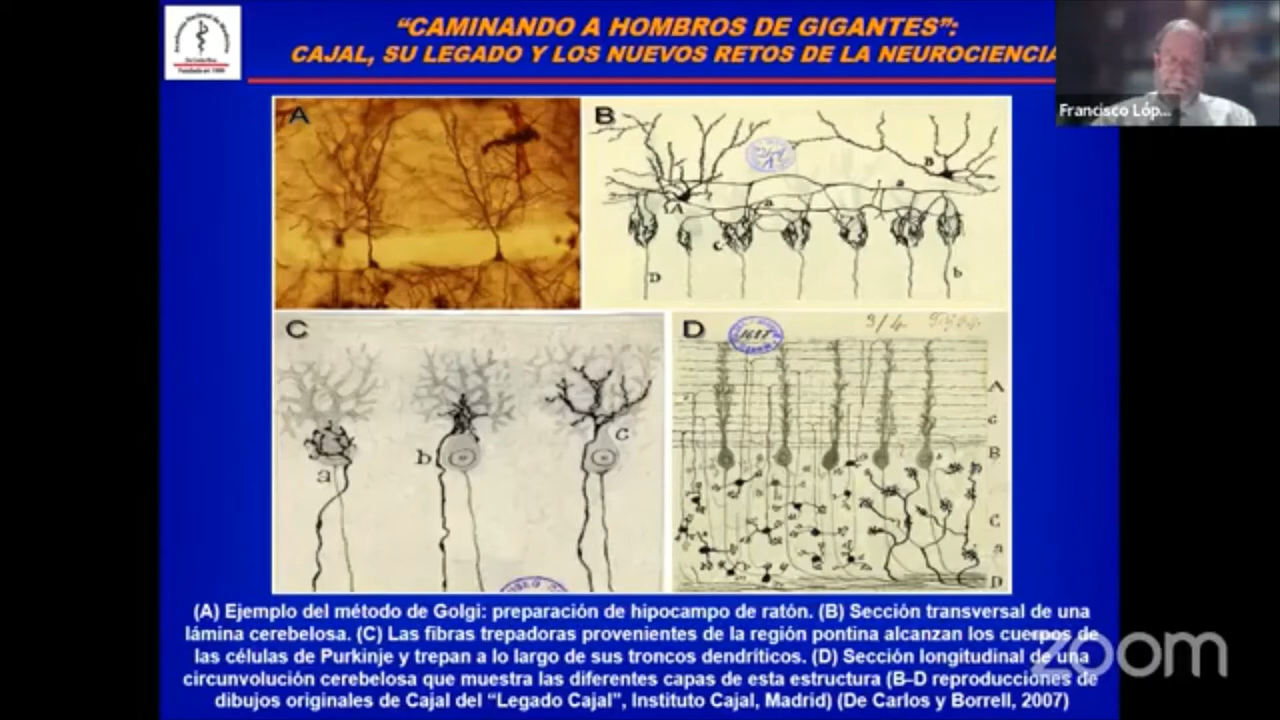 “CAMINANDO A HOMBROS DE GIGANTES”:
CAJAL, SU LEGADO Y LOS NUEVOS RETOS DE LA NEUROCIENCIA
Francisco Lóp...
A
B
B
a
A
a
c
D
b
C
a
b
c
D
3/4
A
c
B
C
a
D
(A) Ejemplo del método de Golgi: preparación de hipocampo de ratón. (B) Sección transversal de una
lámina cerebelosa. (C) Las fibras trepadoras provenientes de la región pontina alcanzan los cuerpos de
las células de Purkinje y trepan a lo largo de sus troncos dendríticos. (D) Sección longitudinal de una
circunvolución cerebelosa que muestra las diferentes capas de esta estructura (B-D reproducciones de
dibujos originales de Cajal del “Legado Cajal”, Instituto Cajal, Madrid) (De Carlos y Borrell, 2007)
zoom